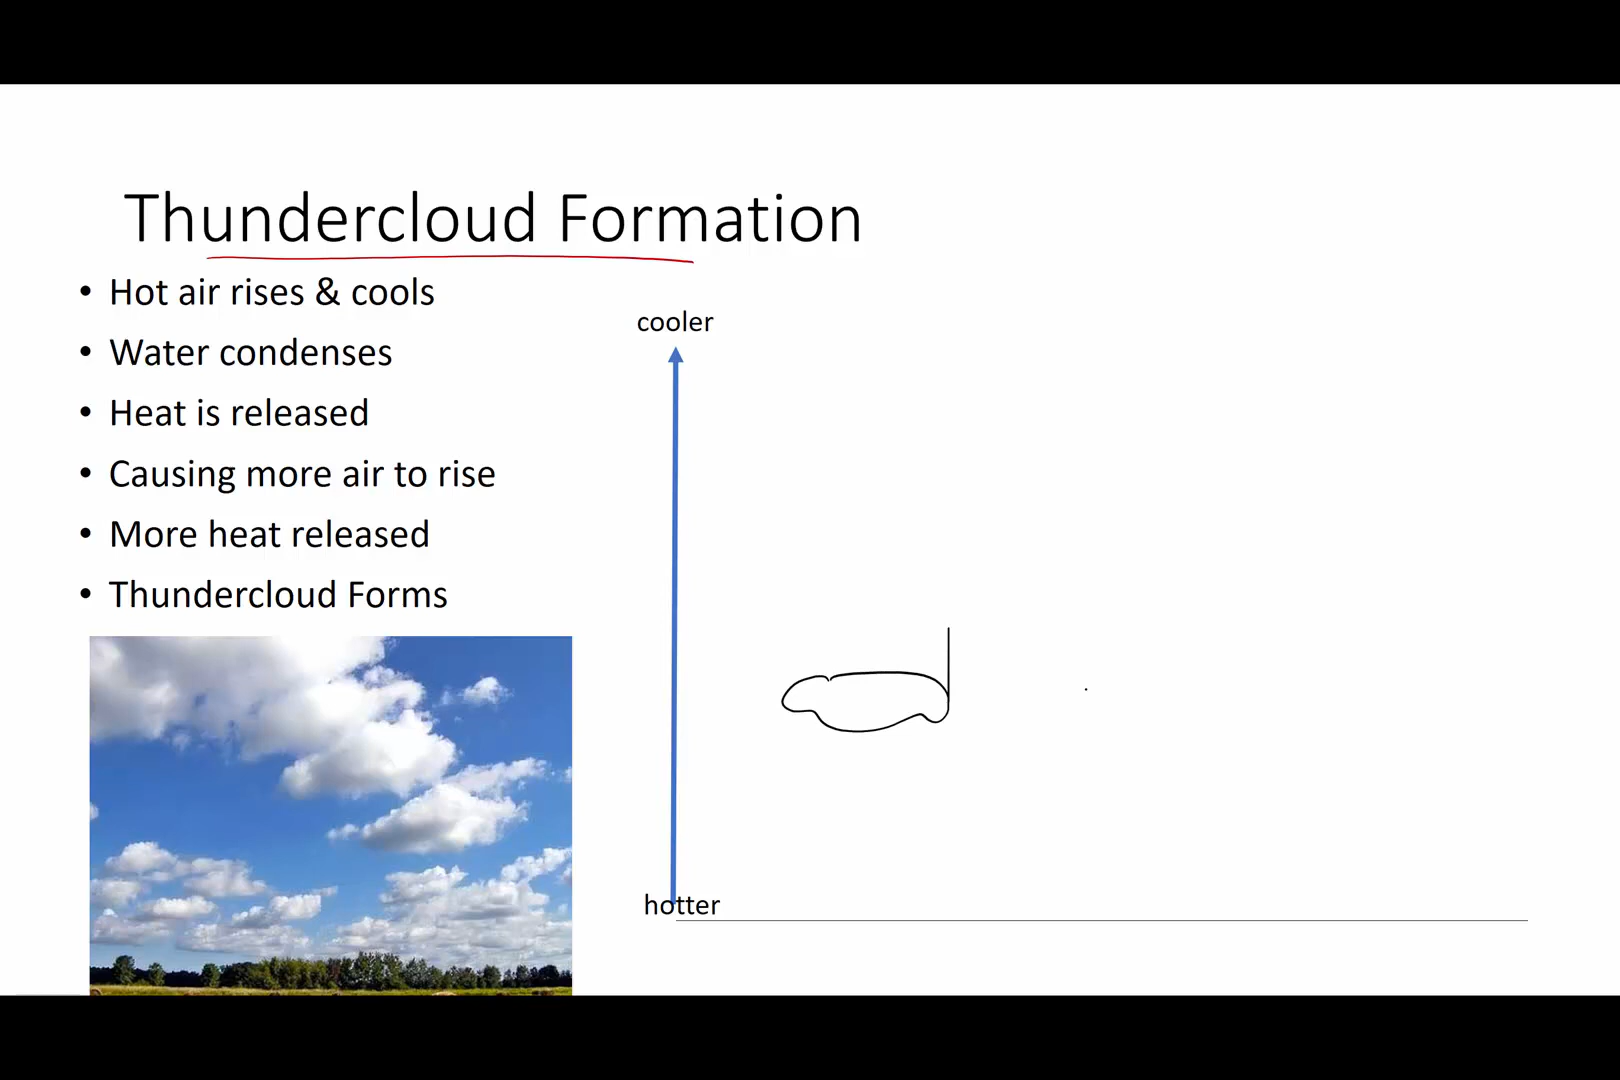 Thundercloud Formation
• Hot air rises & cools
• Water condenses
• Heat is released
• Causing more air to rise
• More heat released
• Thundercloud Forms
cooler
hotter